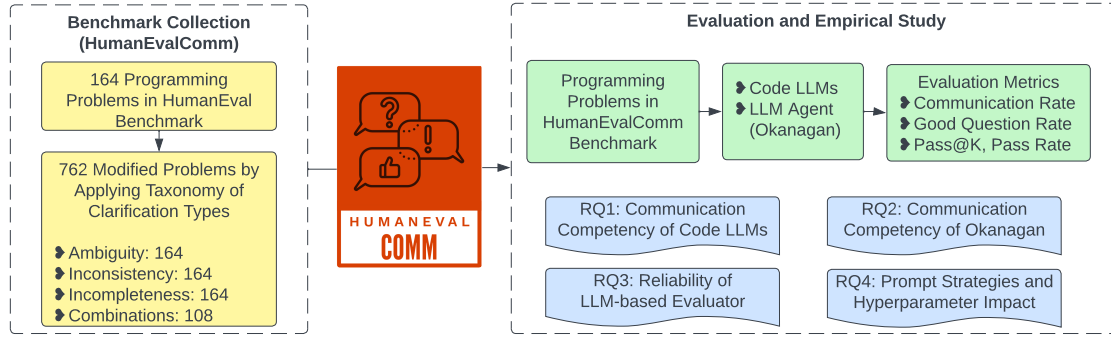 Benchmark Collection
(HumanEvalComm)
164 Programming
Problems in HumanEval
Benchmark
762 Modified Problems by
Applying Taxonomy of
Clarification Types
❥ Ambiguity: 164
❥ Inconsistency: 164
❥ Incompleteness: 164
❥ Combinations: 108
HUMANEVAL
COMM
Evaluation and Empirical Study
Programming
Problems in
HumanEvalComm
Benchmark
❥ Code LLMs
❥ LLM Agent
(Okanagan)
Evaluation Metrics
❥ Communication Rate
❥ Good Question Rate
❥ Pass@K, Pass Rate
RQ1: Communication
Competency of Code LLMs
RQ2: Communication
Competency of Okanagan
RQ3: Reliability of
LLM-based Evaluator
RQ4: Prompt Strategies and
Hyperparameter Impact